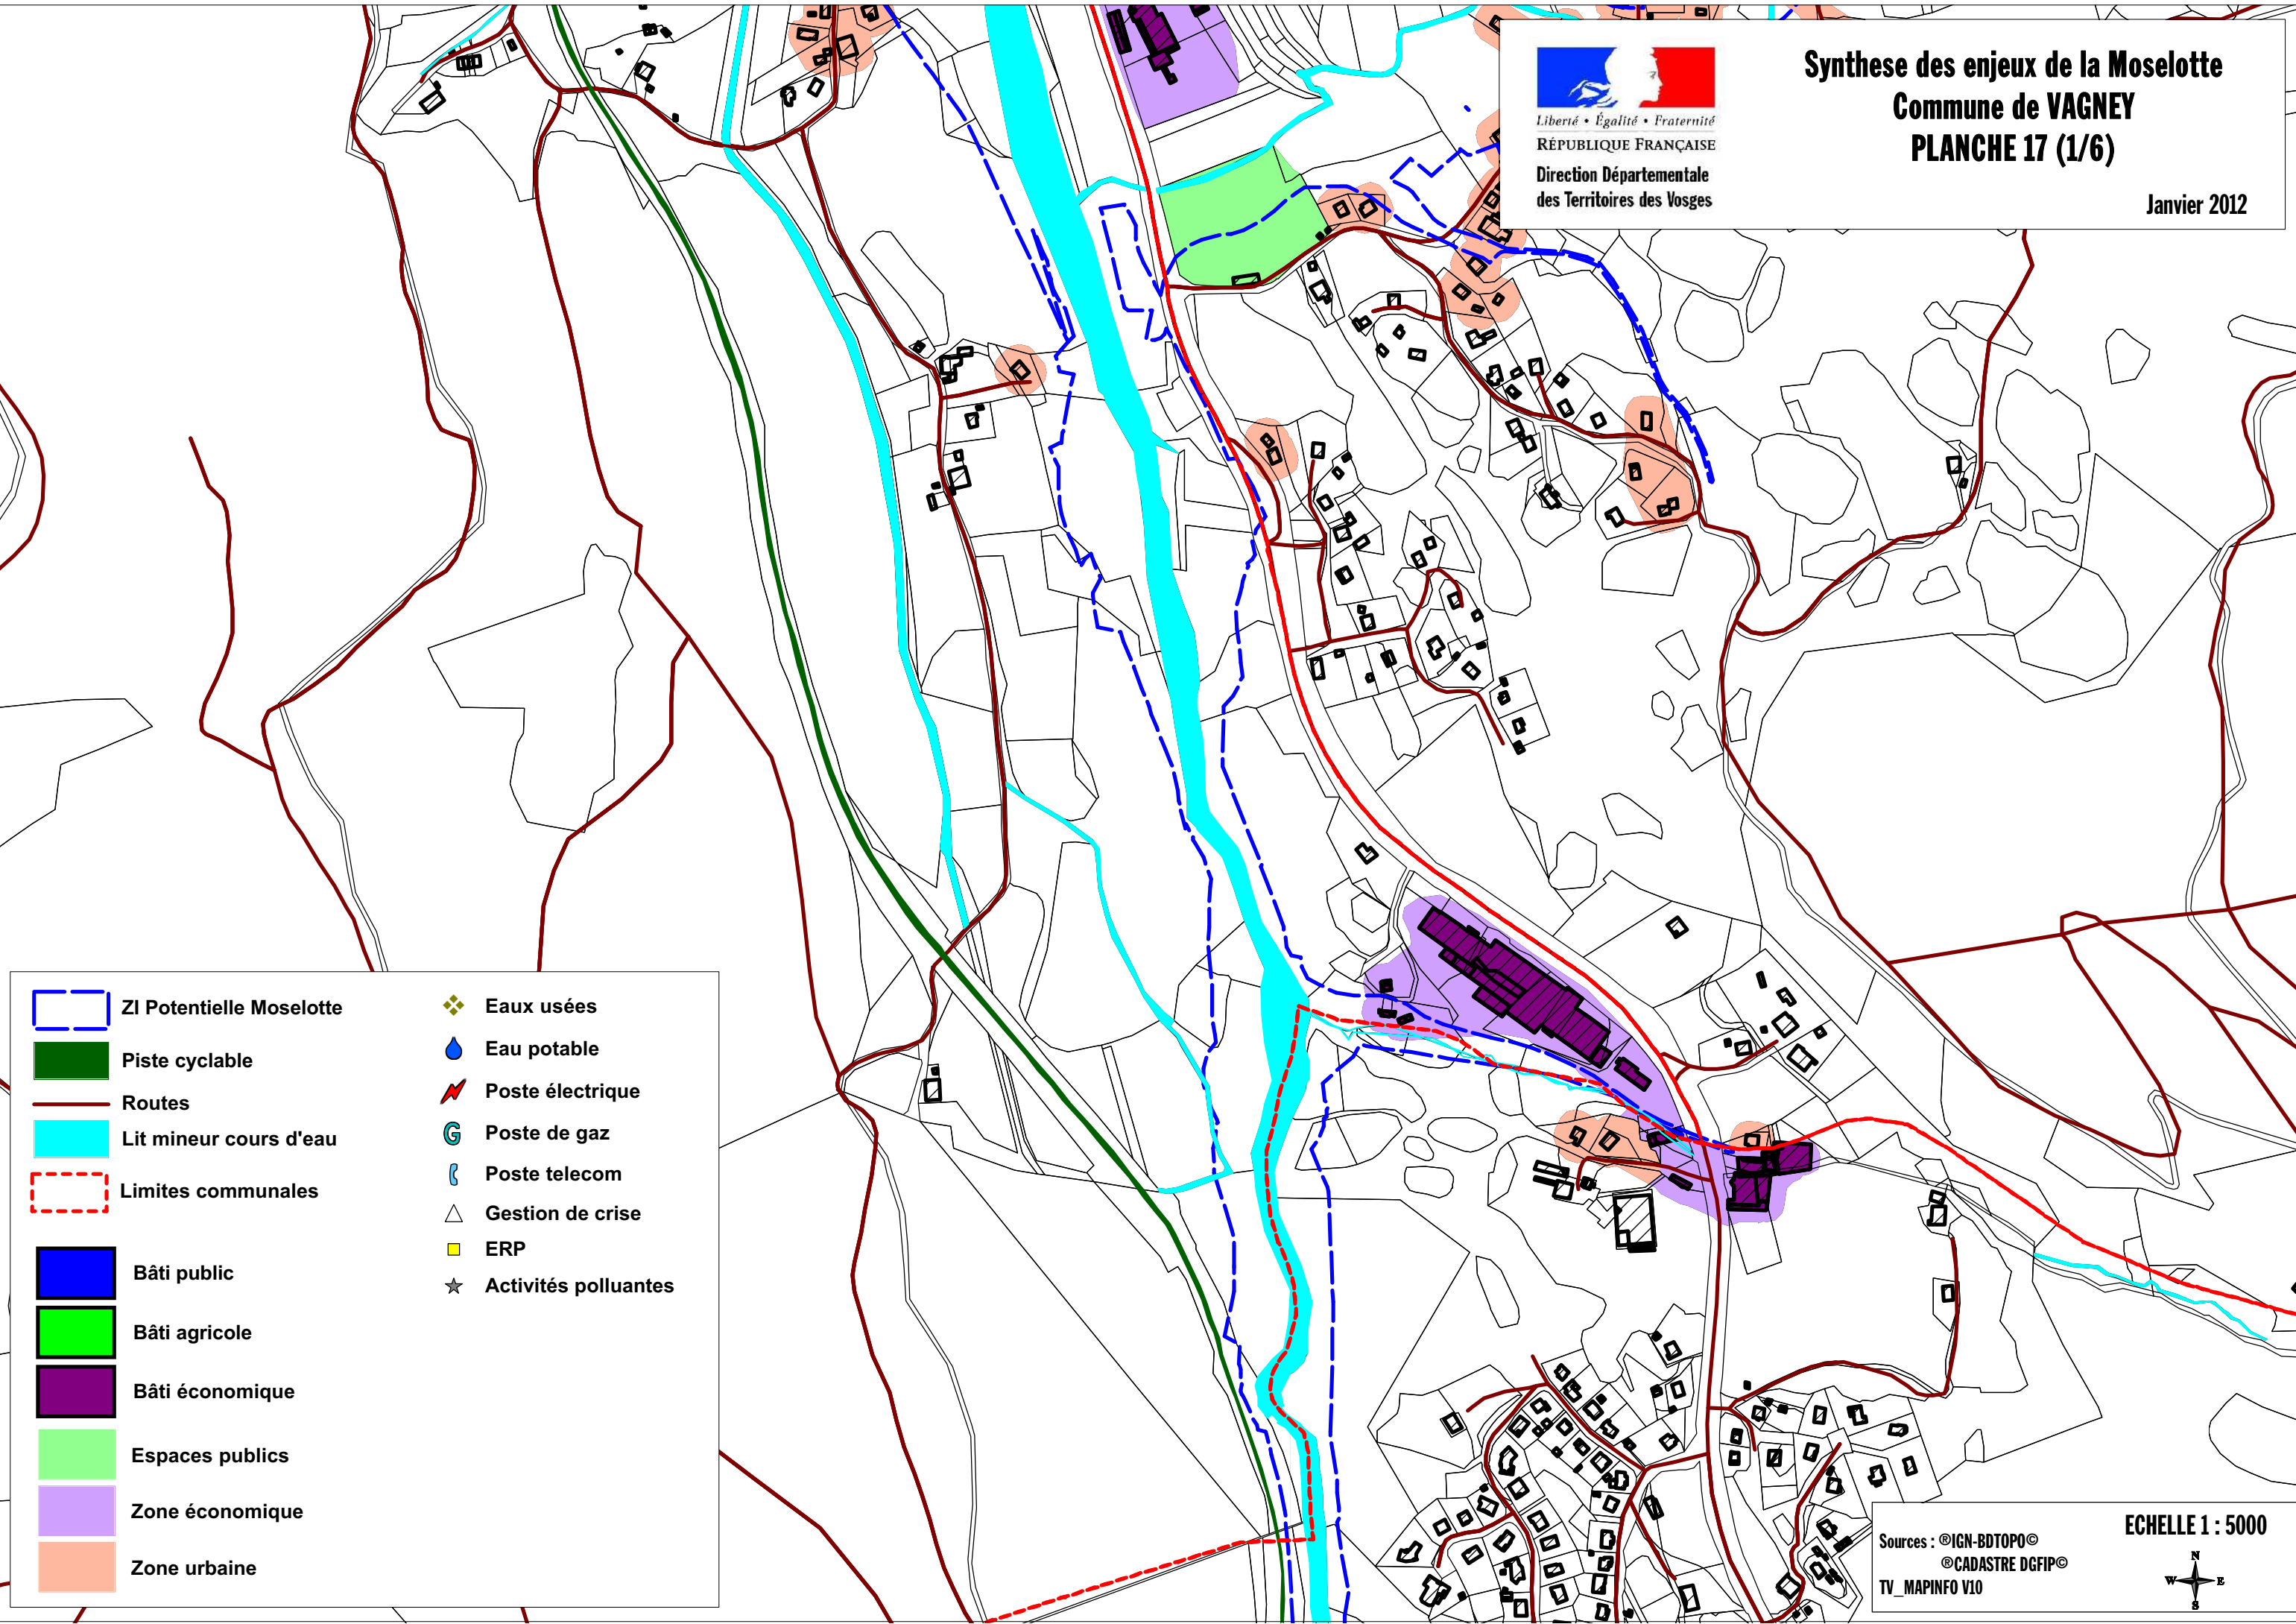 Synthese des enjeux de la Moselotte
Commune de VAGNEY
PLANCHE 17 (1/6)
Janvier 2012
Liberté • Égalité • Fraternité
RÉPUBLIQUE FRANÇAISE
Direction Départementale
des Territoires des Vosges
ZI Potentielle Moselotte
Piste cyclable
Routes
Lit mineur cours d'eau
Limites communales
Bâti public
Bâti agricole
Bâti économique
Espaces publics
Zone économique
Zone urbaine
Eaux usées
Eau potable
Poste électrique
G Poste de gaz
Poste telecom
Gestion de crise
ERP
Activités polluantes
ECHELLE 1 : 5000
Sources : ®IGN-BDTOPO©
®CADASTRE DGFIP©
TV_MAPINFO V10
N
W E
S